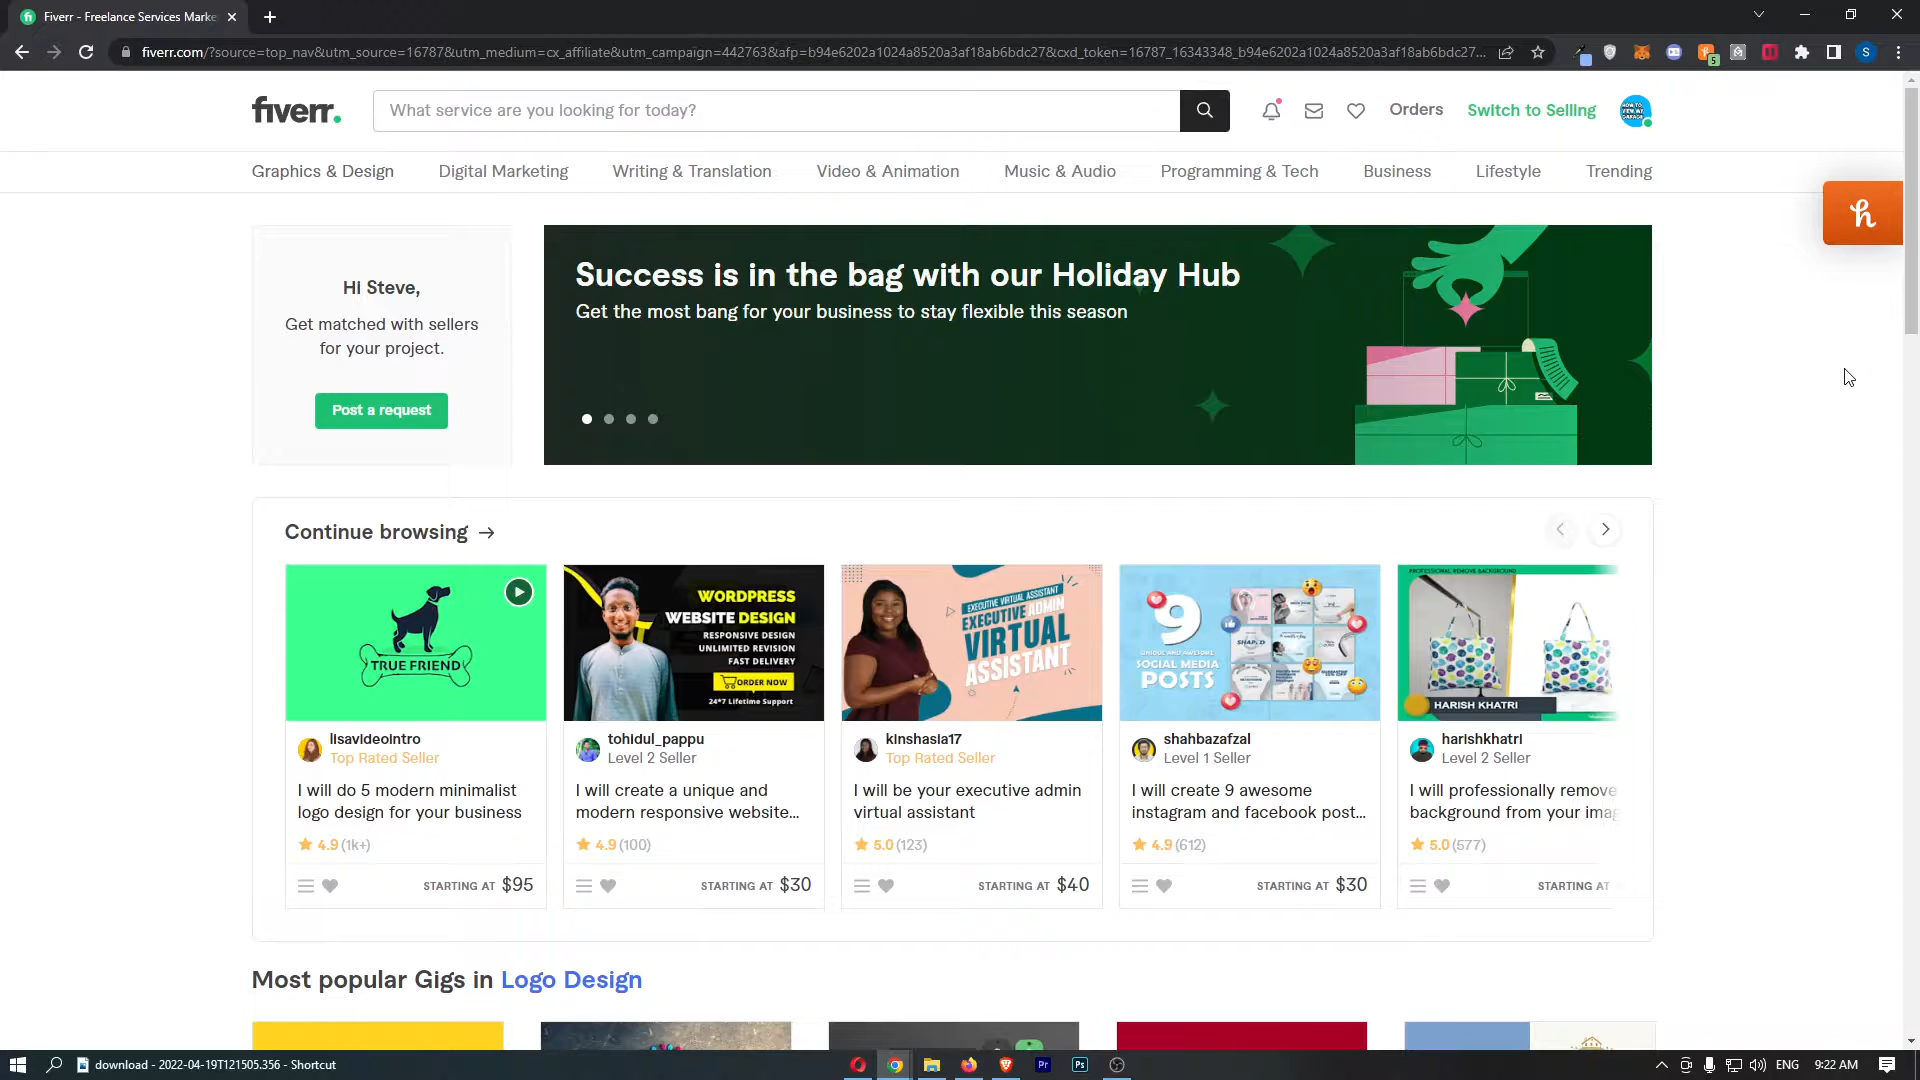 Fiverr - Freelance Services Marke
fiverr.com/?source=top_nav&utm_source=16787&utm_medium=cx_affiliate&utm_campaign=442763&afp=b94e6202a1024a8520a3af18ab6bdc27&cxd_token=16787_16343348_b94e6202a1024a8520a3af18ab6bdc27...
5
S
fiverr.
What service are you looking for today?
Orders
Switch to Selling
Graphics & Design
Digital Marketing
Writing & Translation
Video & Animation
Music & Audio
Programming & Tech
Business
Lifestyle
Trending
Hi Steve,
Get matched with sellers
for your project.
Post a request
Success is in the bag with our Holiday Hub
Get the most bang for your business to stay flexible this season
Continue browsing →
TRUE FRIEND
WORDPRESS
WEBSITE DESIGN
RESPONSIVE DESIGN
UNLIMITED REVISION
FAST DELIVERY
ORDER NOW
24*7 Lifetime Support
EXECUTIVE VIRTUAL ASSISTANT
EXECUTIVE ADMIN
VIRTUAL
ASSISTANT
9
UNIQUE AND AWESOME
SOCIAL MEDIA
POSTS
PROFESSIONAL REMOVE BACKGROUND
HARISH KHATRI
lisavideointro
Top Rated Seller
I will do 5 modern minimalist
logo design for your business
4.9 (1k+)
STARTING AT $95
tohidul_pappu
Level 2 Seller
I will create a unique and
modern responsive website...
4.9 (100)
STARTING AT $30
kinshasia17
Top Rated Seller
I will be your executive admin
virtual assistant
5.0 (123)
STARTING AT $40
shahbazafzal
Level 1 Seller
I will create 9 awesome
instagram and facebook post...
4.9 (612)
STARTING AT $30
harishkhatri
Level 2 Seller
I will professionally remove
background from your imag
5.0 (577)
STARTING AT
Most popular Gigs in Logo Design
download - 2022-04-19T121505.356 - Shortcut
Pr
Ps
ENG
9:22 AM